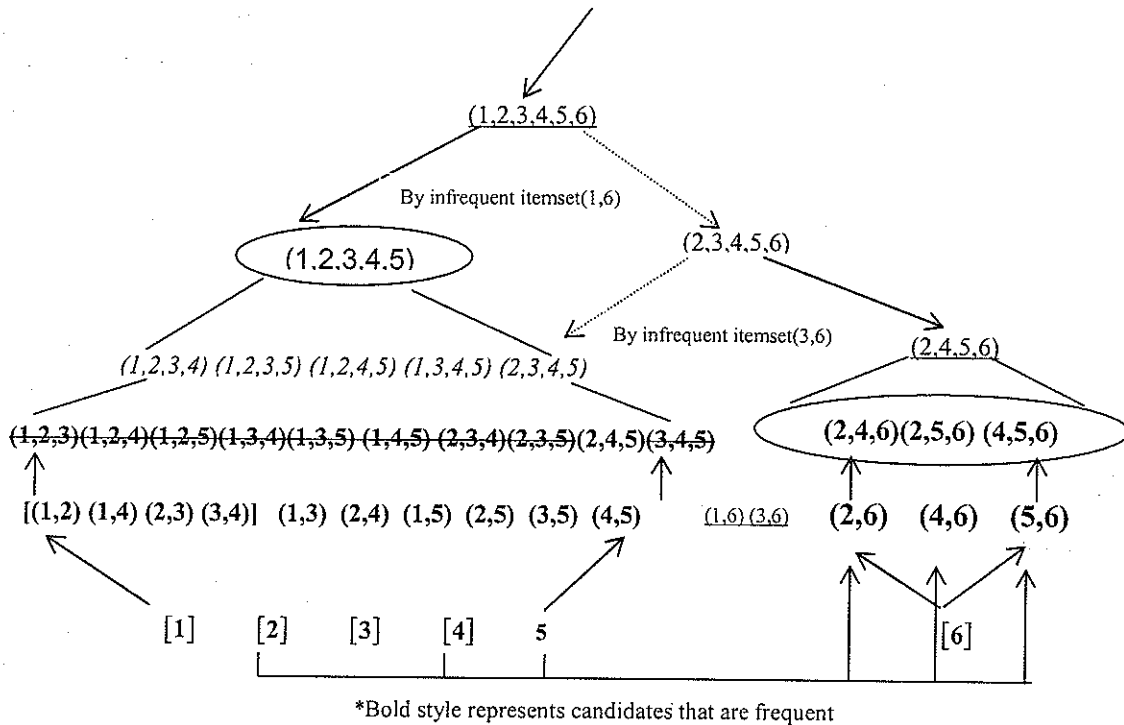 (1,2,3,4,5,6)
By infrequent itemset(1,6)
(1,2,3,4,5)
(2,3,4,5,6)
By infrequent itemset(3,6)
(2,4,5,6)
(1,2,3,4) (1,2,3,5) (1,2,4,5) (1,3,4,5) (2,3,4,5)
(1,2,3)(1,2,4)(1,2,5)(1,3,4)(1,3,5) (1,4,5) (2,3,4)(2,3,5)(2,4,5)(3,4,5)
(2,4,6)(2,5,6) (4,5,6)
[(1,2) (1,4) (2,3) (3,4)] (1,3) (2,4) (1,5) (2,5) (3,5) (4,5) (1,6) (3,6) (2,6) (4,6) (5,6)
[1] [2] [3] [4] 5 [6]
*Bold style represents candidates that are frequent